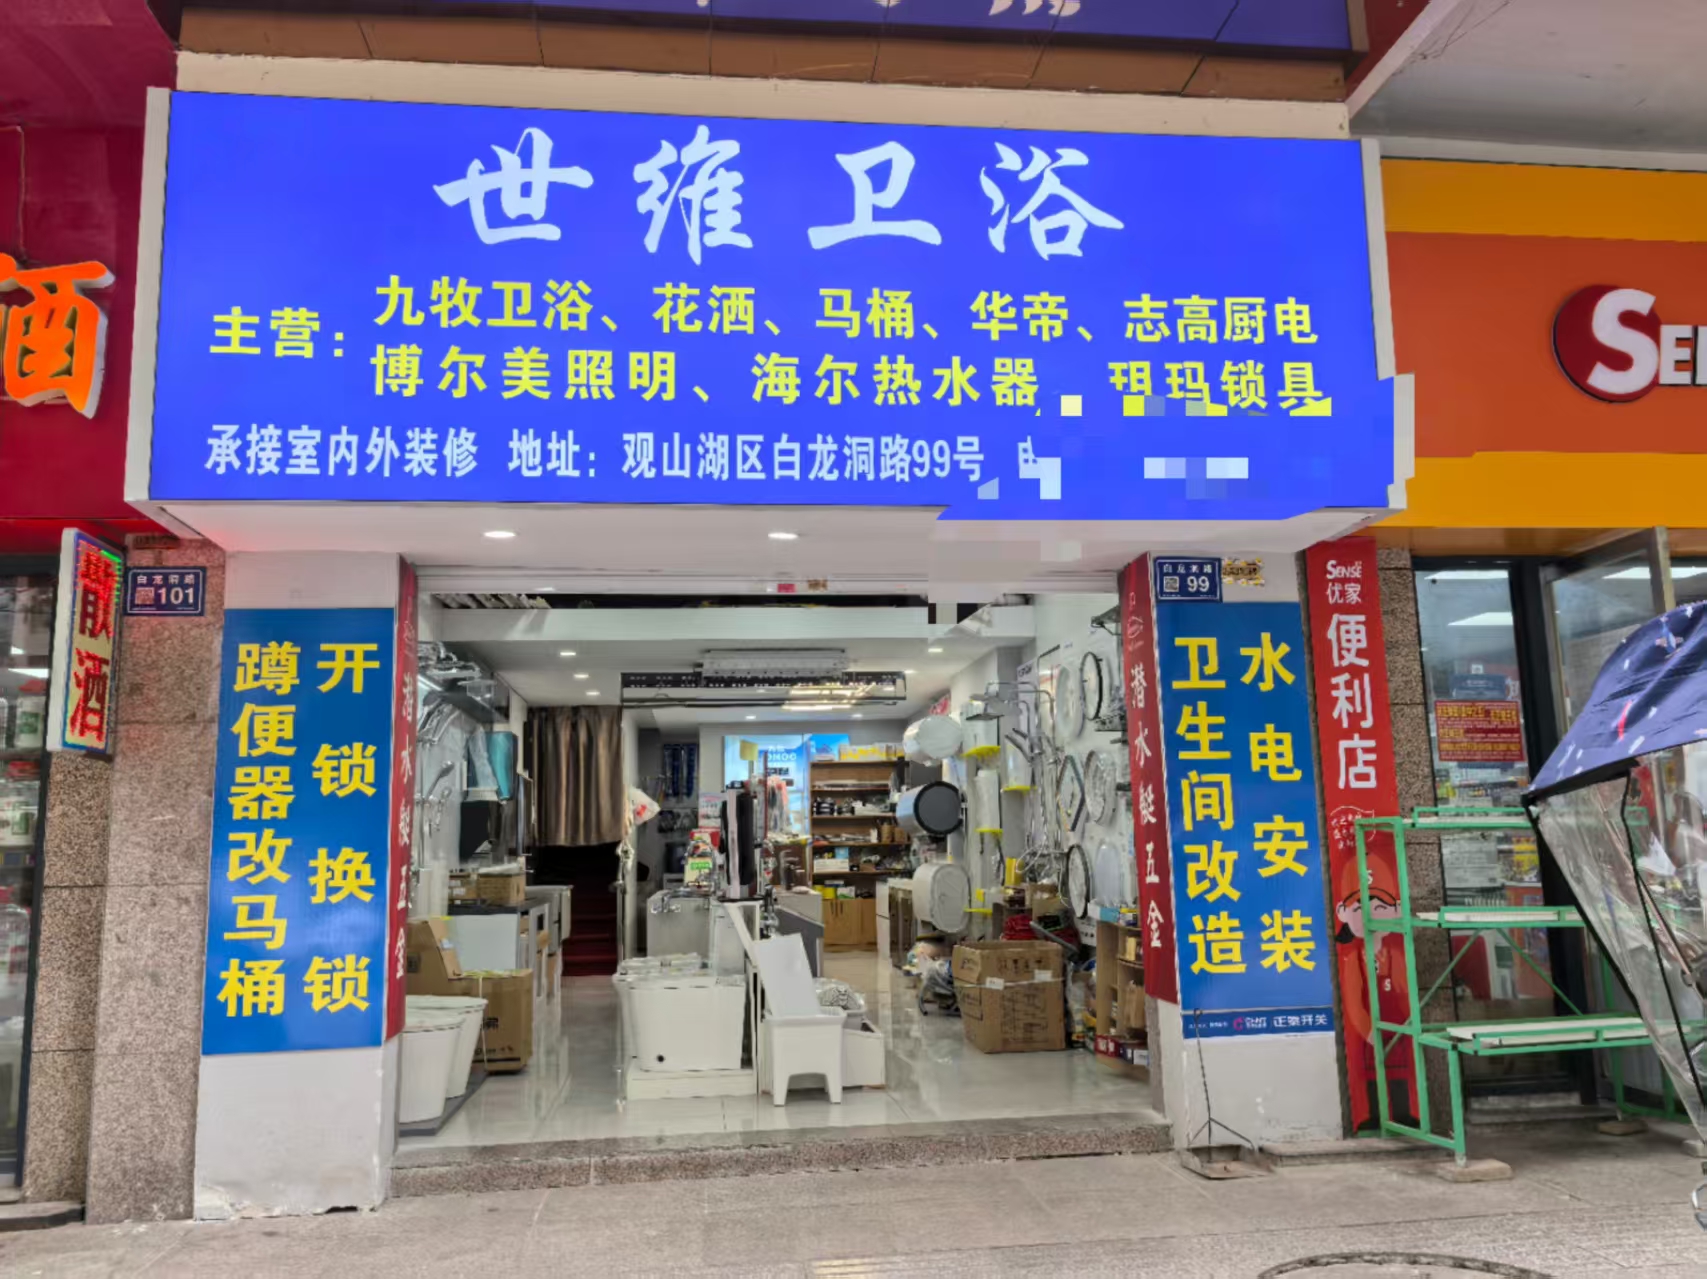 世维卫浴
主营：
九牧卫浴、花洒、马桶、华帝、志高厨电
博尔美照明、海尔热水器
玛锁具
承接室内外装修 地址：观山湖区白龙洞路99号
酒
酒
白龙洞路
101
开锁换锁
蹲便器改马桶
潜水艇五金
潜水艇五金
白龙洞路
99
水电安装
卫生间改造
正泰开关
SENSE
优家
便利店
S